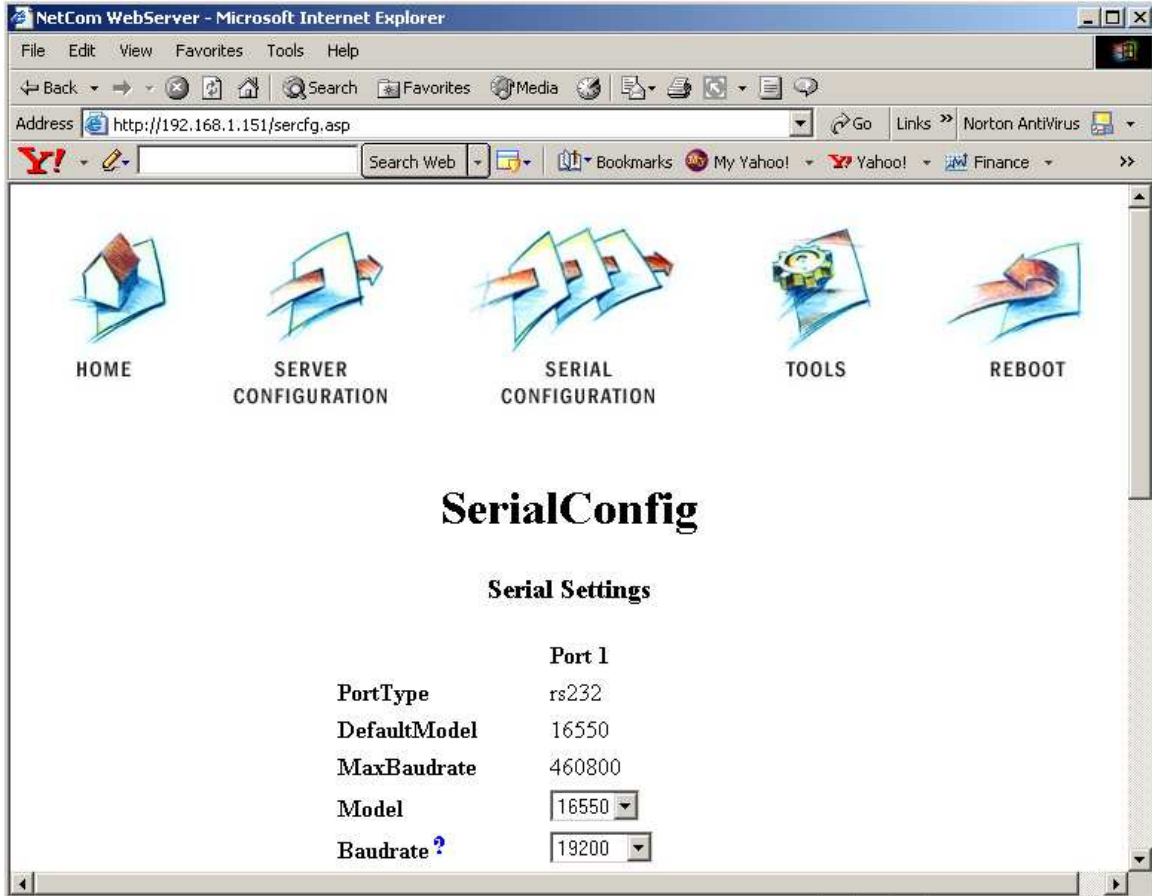 NetCom WebServer - Microsoft Internet Explorer
File Edit View Favorites Tools Help
Back Search Favorites Media
Address http://192.168.1.151/sercfg.asp Go Links » Norton AntiVirus
Y! Search Web Bookmarks My Yahoo! Y! Yahoo! Finance »
HOME SERVER CONFIGURATION SERIAL CONFIGURATION TOOLS REBOOT
SerialConfig
Serial Settings
Port 1
PortType rs232
DefaultModel 16550
MaxBaudrate 460800
Model 16550
Baudrate ? 19200